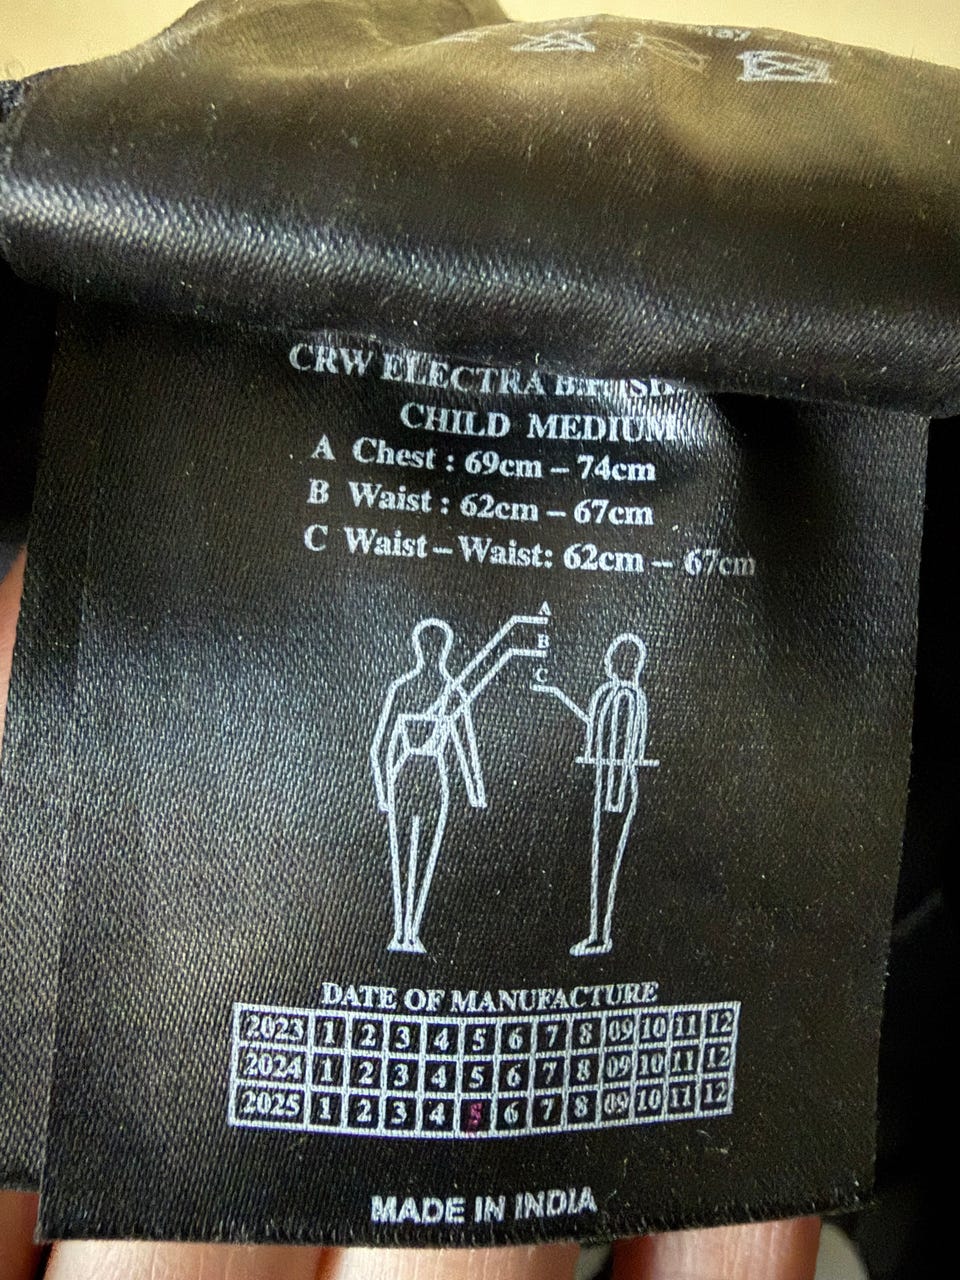 may
CRW ELECTRA
CHILD MEDIUM
A Chest : 69cm – 74cm
B Waist : 62cm – 67cm
C Waist – Waist: 62cm – 67cm
A
B
C
DATE OF MANUFACTURE
2023 1 2 3 4 5 6 7 8 09 10 11 12
2024 1 2 3 4 5 6 7 8 09 10 11 12
2025 1 2 3 4 5 6 7 8 09 10 11 12
MADE IN INDIA